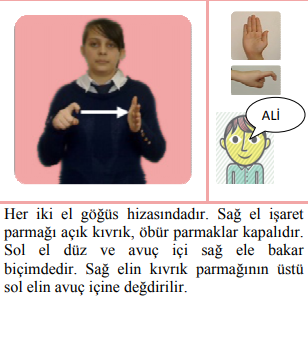 ALİ
Her iki el göğüs hizasındadır. Sağ el işaret
parmağı açık kıvrık, öbür parmaklar kapalıdır.
Sol el düz ve avuç içi sağ ele bakar
biçimdedir. Sağ elin kıvrık parmağının üstü
sol elin avuç içine değdirilir.